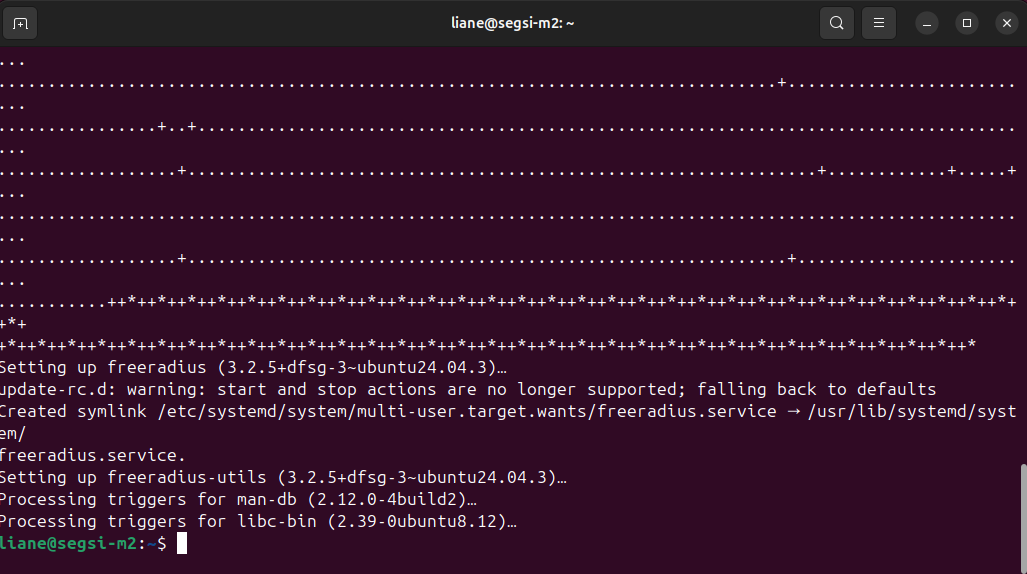 liane@segsi-m2: ~
...
..............................................................................+.......................
...
................+..+..................................................................................
...
..................+...............................................................+............+.....+
...
......................................................................................................
...
..................+............................................................+......................
...
...........++*++*++*++*++*++*++*++*++*++*++*++*++*++*++*++*++*++*++*++*++*++*++*++*++*++*++*++*++*++*+
+*+
+*++*++*++*++*++*++*++*++*++*++*++*++*++*++*++*++*++*++*++*++*++*++*++*++*++*++*++*++*++*++*++*++*
Setting up freeradius (3.2.5+dfsg-3~ubuntu24.04.3)…
update-rc.d: warning: start and stop actions are no longer supported; falling back to defaults
Created symlink /etc/systemd/system/multi-user.target.wants/freeradius.service → /usr/lib/systemd/syst
em/
freeradius.service.
Setting up freeradius-utils (3.2.5+dfsg-3~ubuntu24.04.3)…
Processing triggers for man-db (2.12.0-4build2)…
Processing triggers for libc-bin (2.39-0ubuntu8.12)…
liane@segsi-m2:~$